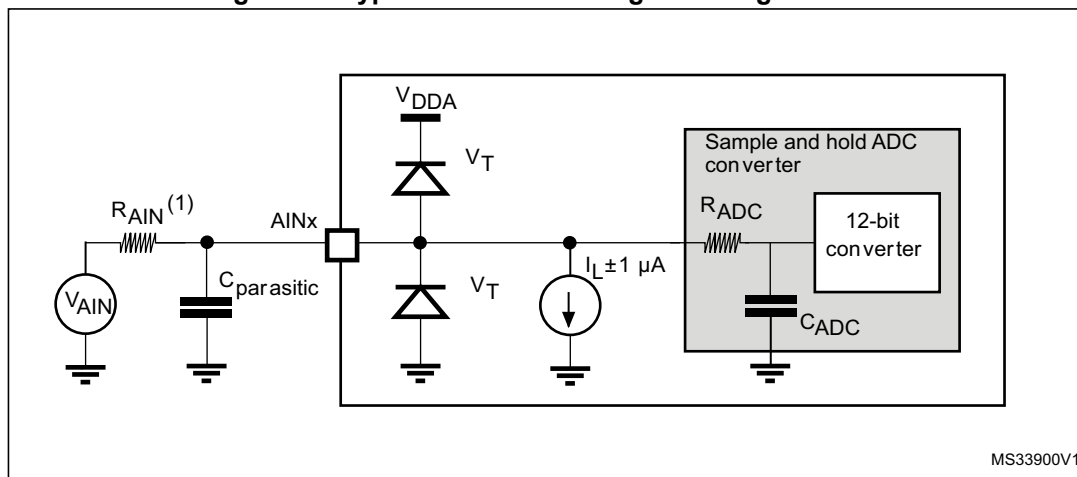 V_DDA
Sample and hold ADC
converter
V_T
R_AIN (1)
AINx
R_ADC
12-bit
converter
I_L±1 µA
V_AIN
C_parasitic
V_T
C_ADC
MS33900V1